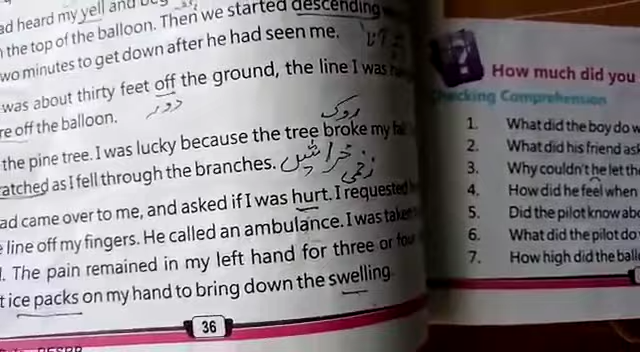 ad heard my yell and
the top of the balloon. Then we started descending
wo minutes to get down after he had seen me.
was about thirty feet off the ground, the line I was
دور
re off the balloon.
روک
the pine tree. I was lucky because the tree broke my
atched as I fell through the branches.
خراشیں
زخمی
ad came over to me, and asked if I was hurt. I requested
line off my fingers. He called an ambulance. I was taken
. The pain remained in my left hand for three or four
t ice packs on my hand to bring down the swelling.
36
How much did you
hecking Comprehension
1. What did the boy do w
2. What did his friend as
3. Why couldn't he let th
4. How did he feel when
5. Did the pilot know ab
6. What did the pilot do
7. How high did the ball